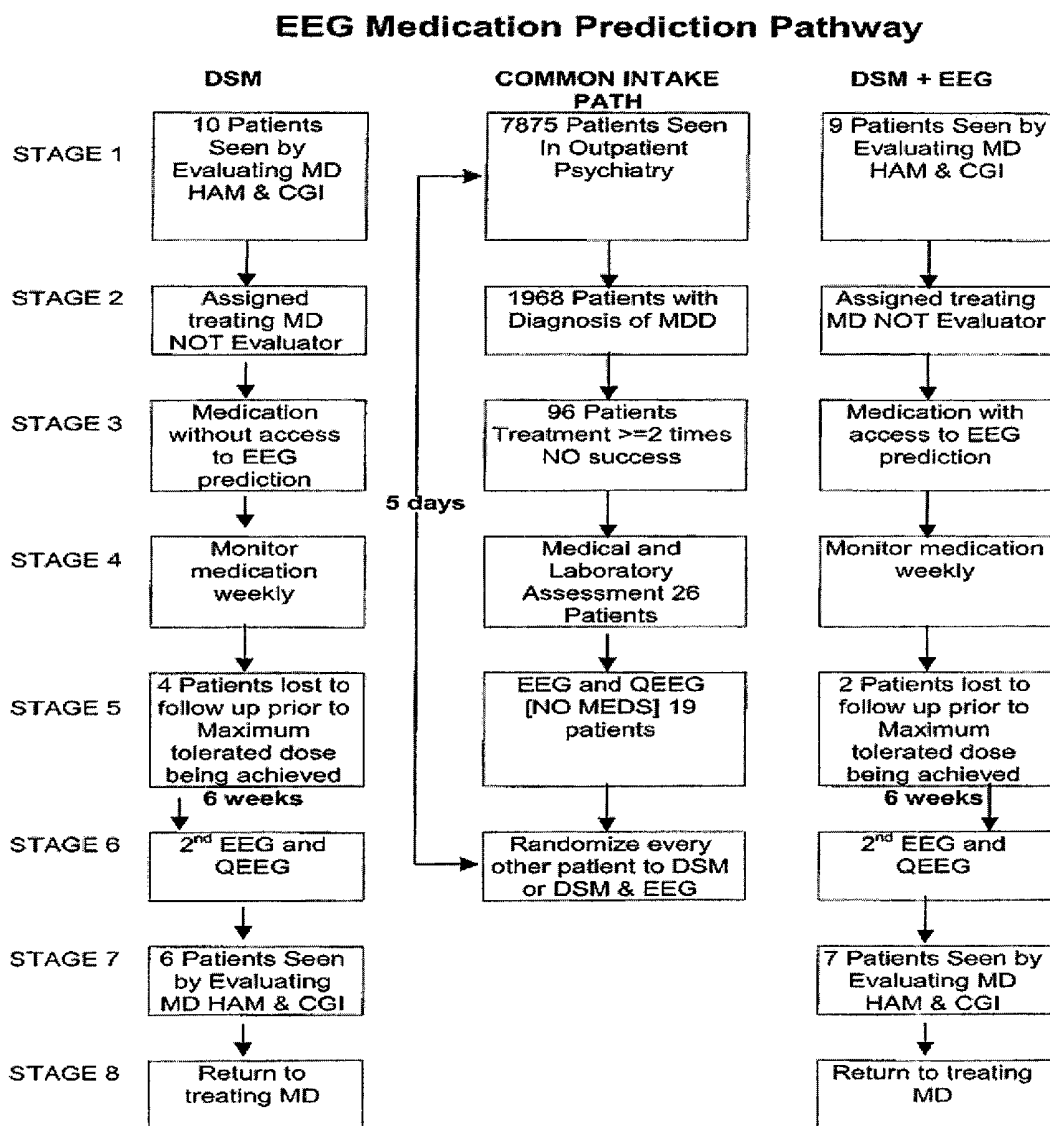 EEG Medication Prediction Pathway
DSM
COMMON INTAKE
PATH
DSM + EEG
STAGE 1
10 Patients
Seen by
Evaluating MD
HAM & CGI
7875 Patients Seen
In Outpatient
Psychiatry
9 Patients Seen by
Evaluating MD
HAM & CGI
STAGE 2
Assigned
treating MD
NOT Evaluator
1968 Patients with
Diagnosis of MDD
Assigned treating
MD NOT Evaluator
STAGE 3
Medication
without access
to EEG
prediction
96 Patients
Treatment >=2 times
NO success
Medication with
access to EEG
prediction
5 days
STAGE 4
Monitor
medication
weekly
Medical and
Laboratory
Assessment 26
Patients
Monitor medication
weekly
STAGE 5
4 Patients lost to
follow up prior to
Maximum
tolerated dose
being achieved
EEG and QEEG
[NO MEDS] 19
patients
2 Patients lost to
follow up prior to
Maximum
tolerated dose
being achieved
6 weeks
6 weeks
STAGE 6
2nd EEG and
QEEG
Randomize every
other patient to DSM
or DSM & EEG
2nd EEG and
QEEG
STAGE 7
6 Patients Seen
by Evaluating
MD HAM & CGI
7 Patients Seen by
Evaluating MD
HAM & CGI
STAGE 8
Return to
treating MD
Return to treating
MD